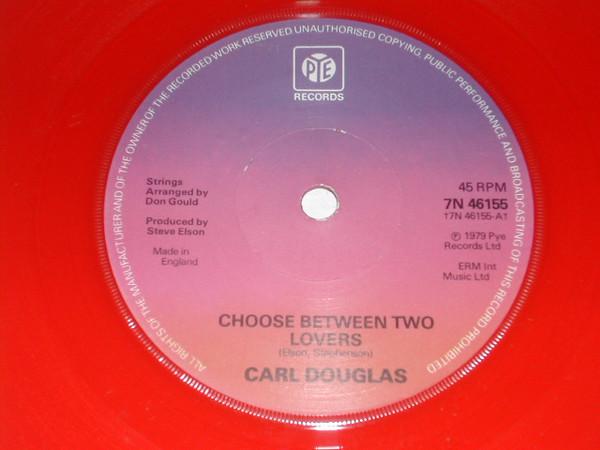 ALL RIGHTS OF THE MANUFACTURER AND OF THE OWNER OF THE RECORDED WORK RESERVED UNAUTHORISED COPYING, PUBLIC PERFORMANCE AND BROADCASTING OF THIS RECORD PROHIBITED
PYE
RECORDS
Strings
Arranged by
Don Gould
Produced by
Steve Elson
Made in
England
45 RPM
7N 46155
†7N 46155-A†
℗ 1979 Pye
Records Ltd
ERM Int
Music Ltd
CHOOSE BETWEEN TWO
LOVERS
(Elson, Stephenson)
CARL DOUGLAS